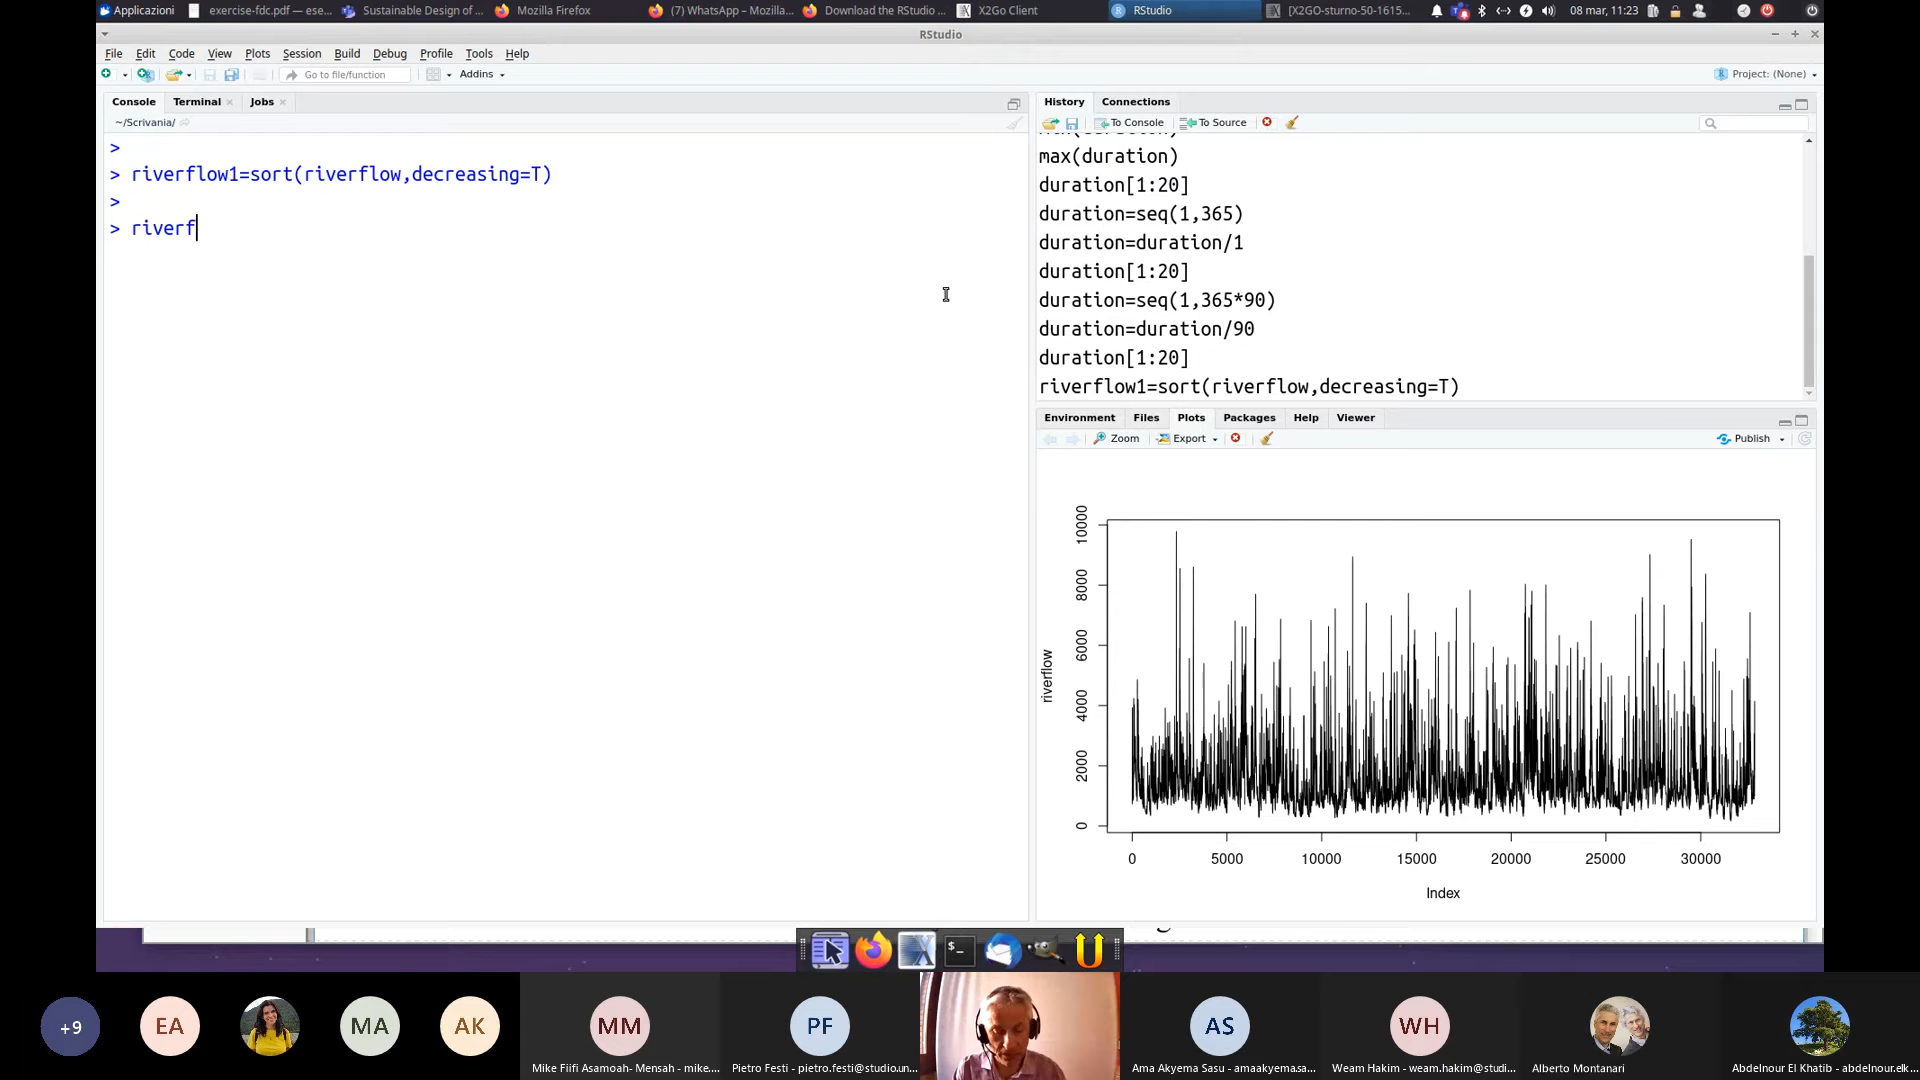 Applicazioni
exercise-fdc.pdf — ese...
Sustainable Design of ...
Mozilla Firefox
(7) WhatsApp – Mozilla...
Download the RStudio ...
X2Go Client
RStudio
[X2GO-sturno-50-1615...
08 mar, 11:23
RStudio
File Edit Code View Plots Session Build Debug Profile Tools Help
Go to file/function
Addins
Project: (None)
Console Terminal Jobs
~/Scrivania/
>
> riverflow1=sort(riverflow,decreasing=T)
>
> riverf
History Connections
To Console To Source
max(duration)
duration[1:20]
duration=seq(1,365)
duration=duration/1
duration[1:20]
duration=seq(1,365*90)
duration=duration/90
duration[1:20]
riverflow1=sort(riverflow,decreasing=T)
Environment Files Plots Packages Help Viewer
Zoom Export Publish
riverflow
10000
8000
6000
4000
2000
0
0 5000 10000 15000 20000 25000 30000
Index
+9
EA
MA
AK
MM
PF
AS
WH
Mike Fiifi Asamoah- Mensah - mike....
Pietro Festi - pietro.festi@studio.un...
Ama Akyema Sasu - amaakyema.sa...
Weam Hakim - weam.hakim@studi...
Alberto Montanari
Abdelnour El Khatib - abdelnour.elk...